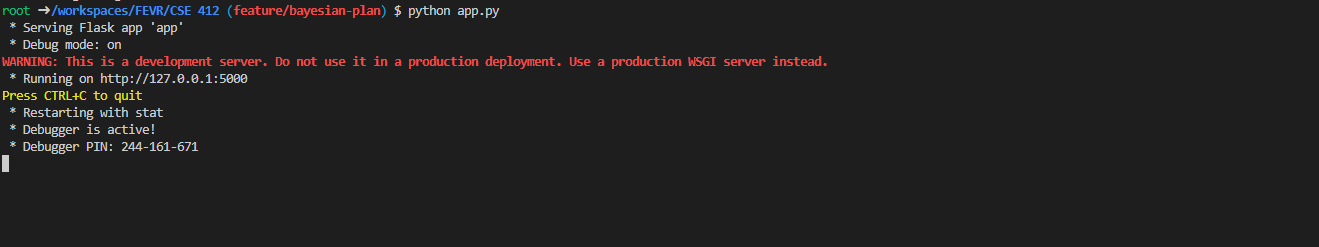 root ➜/workspaces/FEVR/CSE 412 (feature/bayesian-plan) $ python app.py
* Serving Flask app 'app'
* Debug mode: on
WARNING: This is a development server. Do not use it in a production deployment. Use a production WSGI server instead.
* Running on http://127.0.0.1:5000
Press CTRL+C to quit
* Restarting with stat
* Debugger is active!
* Debugger PIN: 244-161-671